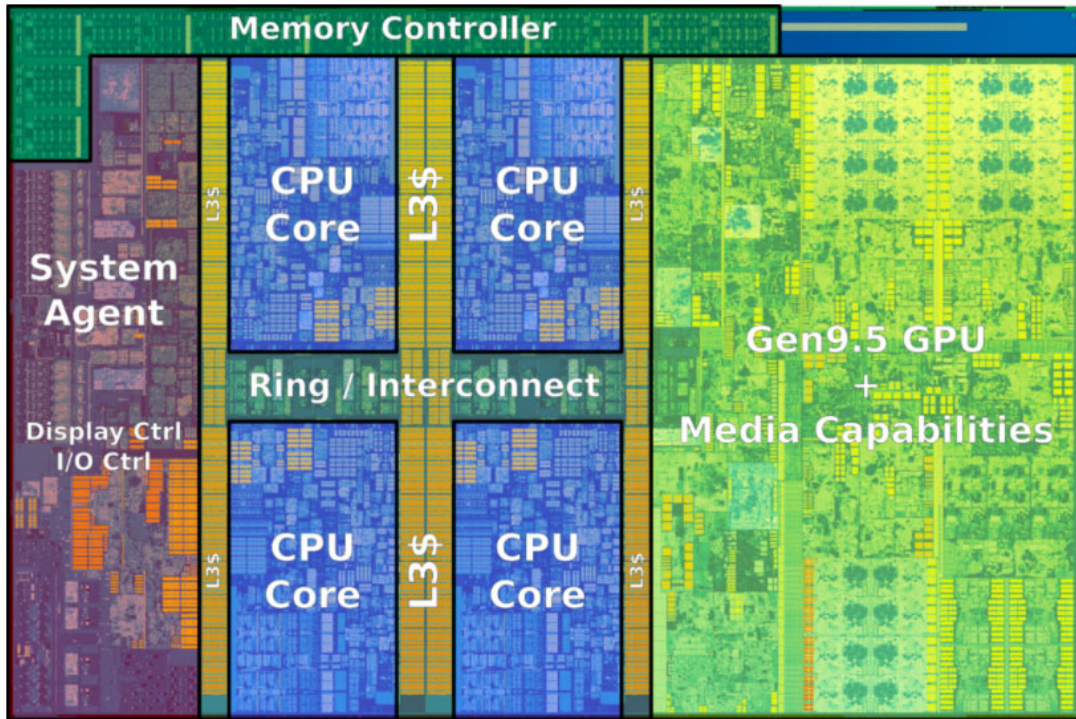 Memory Controller
L3$
CPU
Core
L3$
CPU
Core
L3$
System
Agent
Gen9.5 GPU
+
Media Capabilities
Ring / Interconnect
Display Ctrl
I/O Ctrl
L3$
CPU
Core
L3$
CPU
Core
L3$